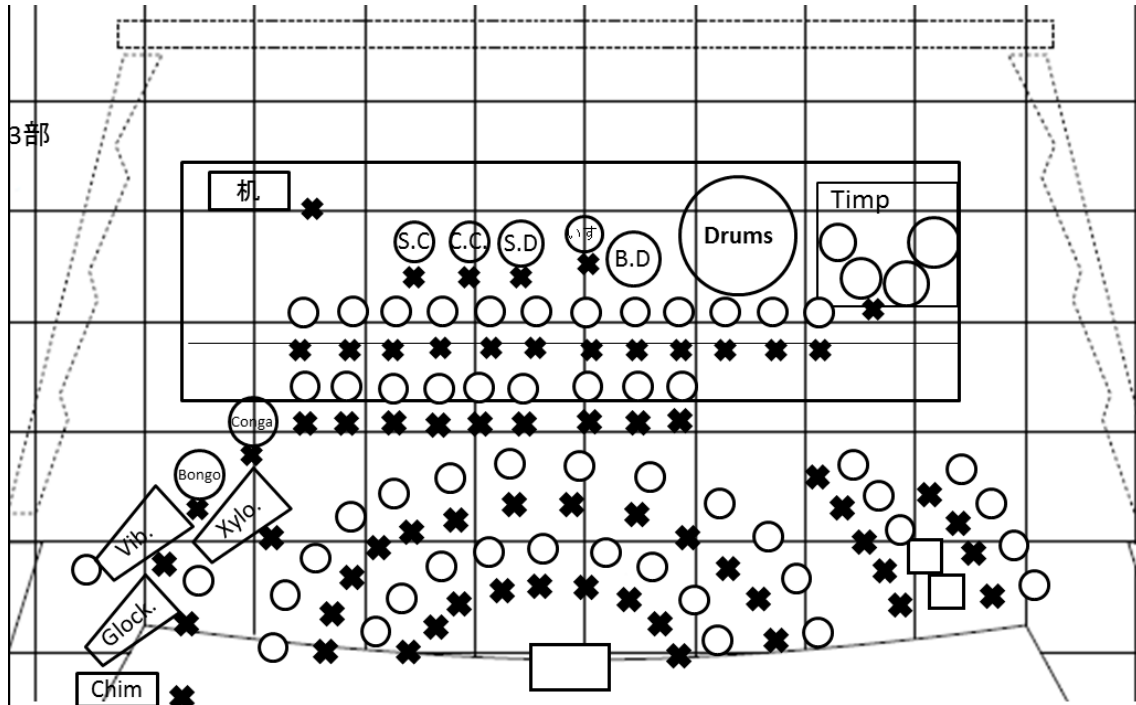 3部
机
Timp
S.C
C.C.
S.D
いす
B.D
Drums
Conga
Bongo
Xylo.
Vib.
Glock.
Chim